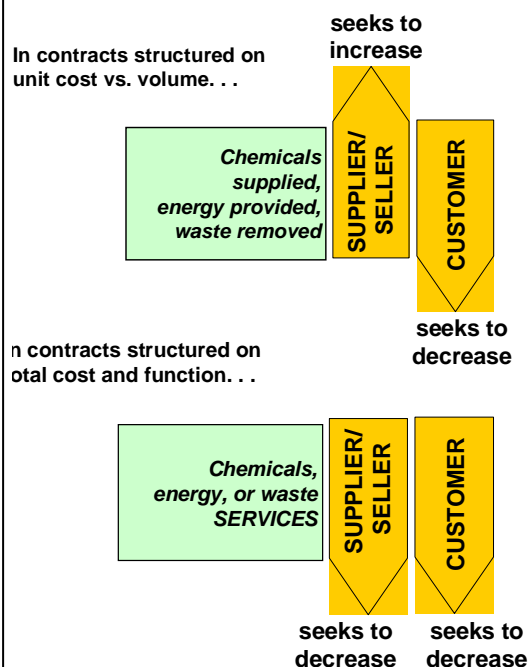 seeks to
increase
In contracts structured on
unit cost vs. volume. . .
Chemicals
supplied,
energy provided,
waste removed
SUPPLIER/
SELLER
CUSTOMER
seeks to
decrease
n contracts structured on
otal cost and function. . .
Chemicals,
energy, or waste
SERVICES
SUPPLIER/
SELLER
CUSTOMER
seeks to
decrease
seeks to
decrease